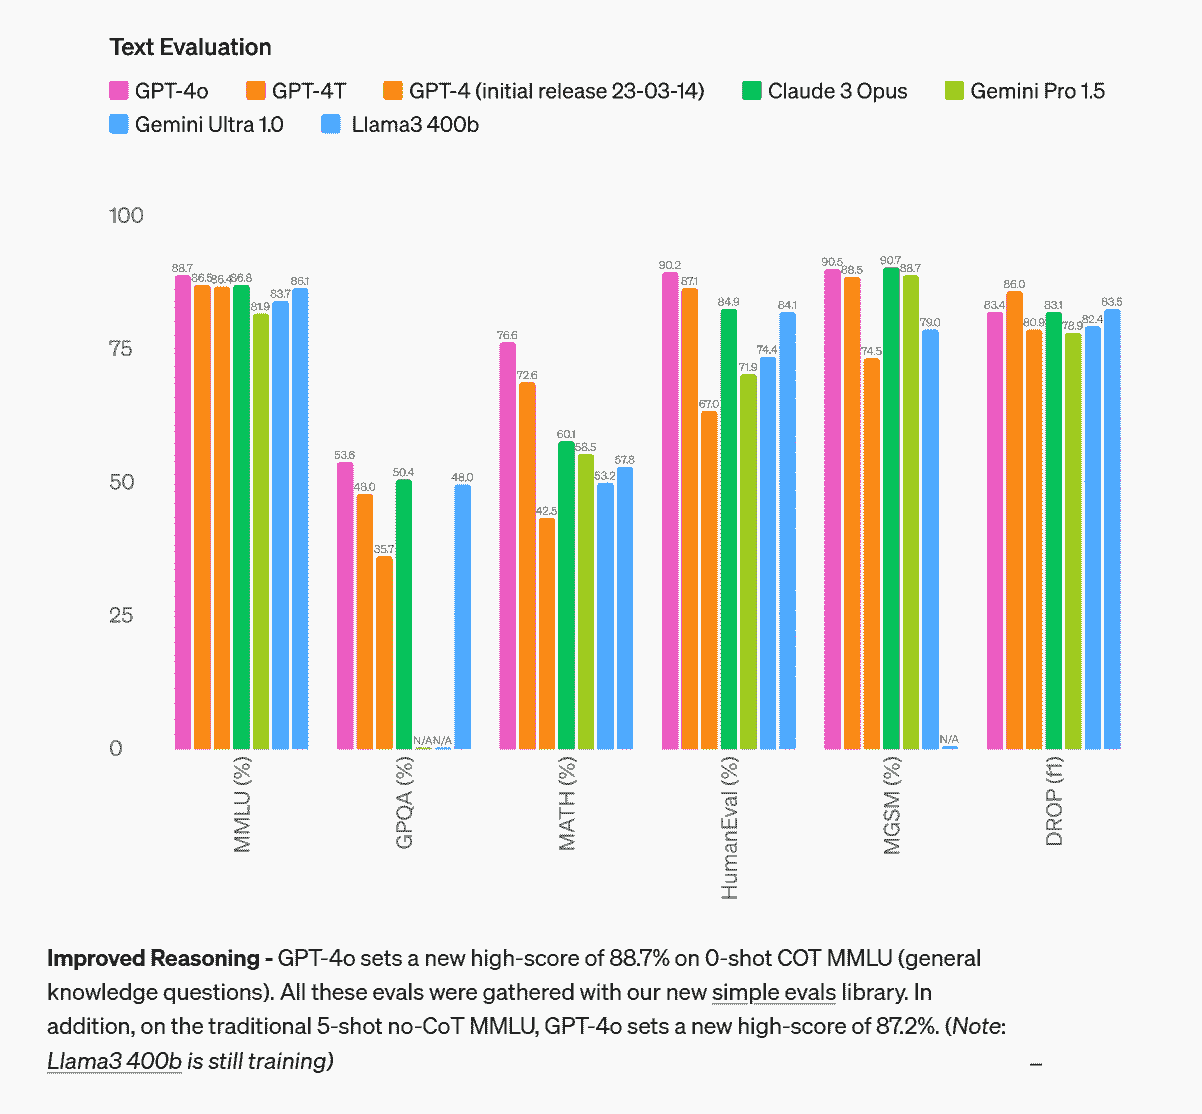 Text Evaluation
GPT-4o GPT-4T GPT-4 (initial release 23-03-14) Claude 3 Opus Gemini Pro 1.5
Gemini Ultra 1.0 Llama3 400b
100
75
50
25
0
88.7 86.5 86.4 86.8 81.9 83.7 86.1
53.6 48.0 35.7 50.4 N/A N/A 48.0
76.6 72.6 42.5 60.1 58.5 53.2 57.8
90.2 87.1 67.0 84.9 71.9 74.4 84.1
90.5 88.5 74.5 90.7 88.7 79.0 N/A
83.4 86.0 80.9 83.1 78.9 82.4 83.5
MMLU (%)
GPQA (%)
MATH (%)
HumanEval (%)
MGSM (%)
DROP (f1)
Improved Reasoning - GPT-4o sets a new high-score of 88.7% on 0-shot COT MMLU (general
knowledge questions). All these evals were gathered with our new simple evals library. In
addition, on the traditional 5-shot no-CoT MMLU, GPT-4o sets a new high-score of 87.2%. (Note:
Llama3 400b is still training)